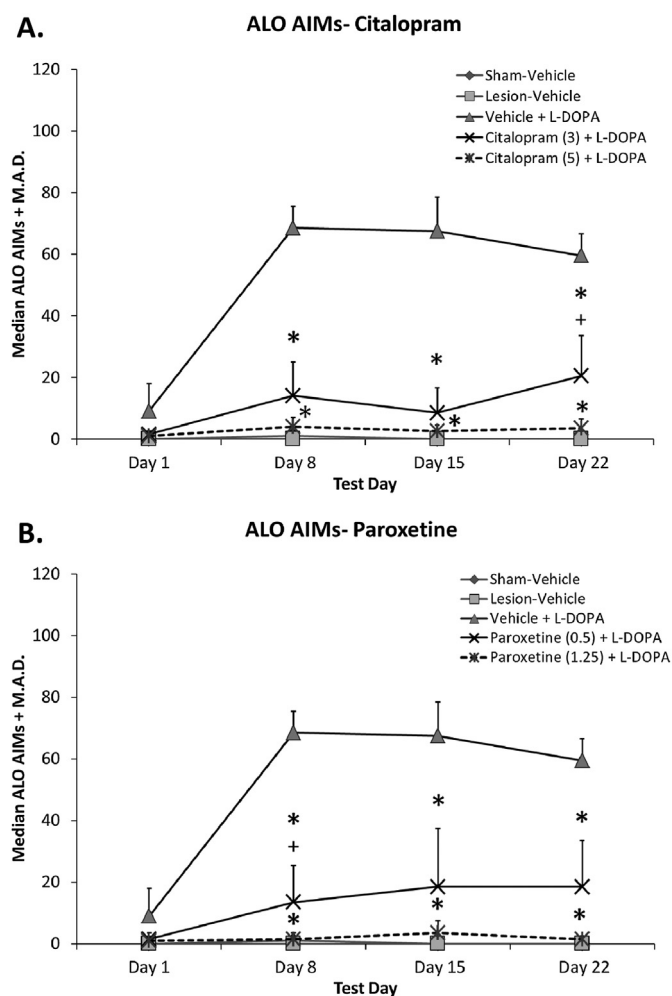 A.
ALO AIMs- Citalopram
Median ALO AIMs + M.A.D.
120
100
80
60
40
20
0
Sham-Vehicle
Lesion-Vehicle
Vehicle + L-DOPA
Citalopram (3) + L-DOPA
Citalopram (5) + L-DOPA
*
*
*
*
*
+
*
Day 1
Day 8
Day 15
Day 22
Test Day
B.
ALO AIMs- Paroxetine
Median ALO AIMs + M.A.D.
120
100
80
60
40
20
0
Sham-Vehicle
Lesion-Vehicle
Vehicle + L-DOPA
Paroxetine (0.5) + L-DOPA
Paroxetine (1.25) + L-DOPA
*
+
*
*
*
*
*
Day 1
Day 8
Day 15
Day 22
Test Day